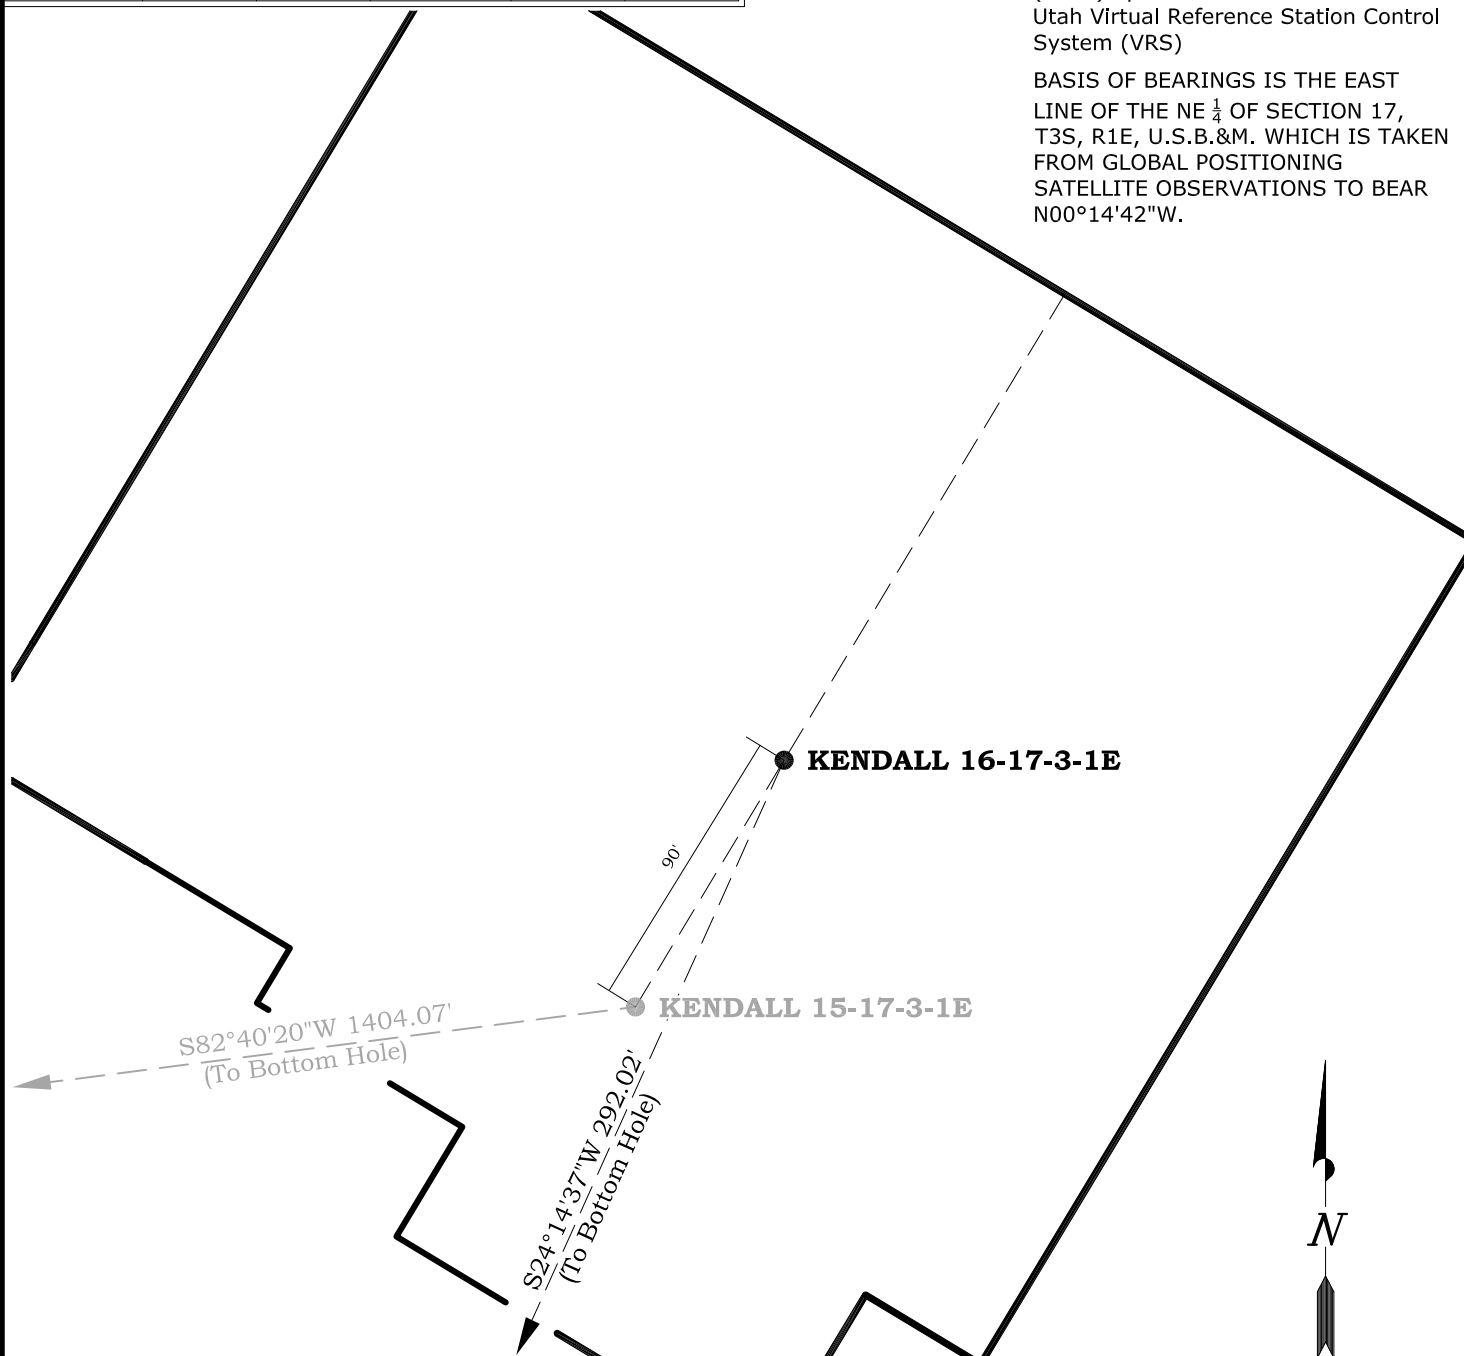 Utah Virtual Reference Station Control
System (VRS)
BASIS OF BEARINGS IS THE EAST
LINE OF THE NE 1/4 OF SECTION 17,
T3S, R1E, U.S.B.&M. WHICH IS TAKEN
FROM GLOBAL POSITIONING
SATELLITE OBSERVATIONS TO BEAR
N00°14'42"W.
KENDALL 16-17-3-1E
90'
KENDALL 15-17-3-1E
S82°40'20"W 1404.07'
(To Bottom Hole)
S24°14'37"W 292.02'
(To Bottom Hole)
N